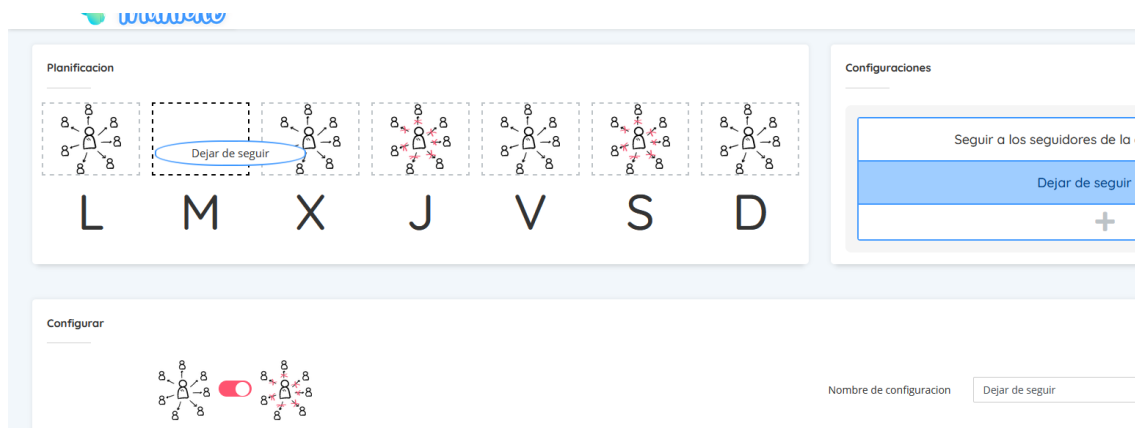 Planificacion
Dejar de seguir
L M X J V S D
Configuraciones
Seguir a los seguidores de la
Dejar de seguir
Configurar
Nombre de configuracion
Dejar de seguir